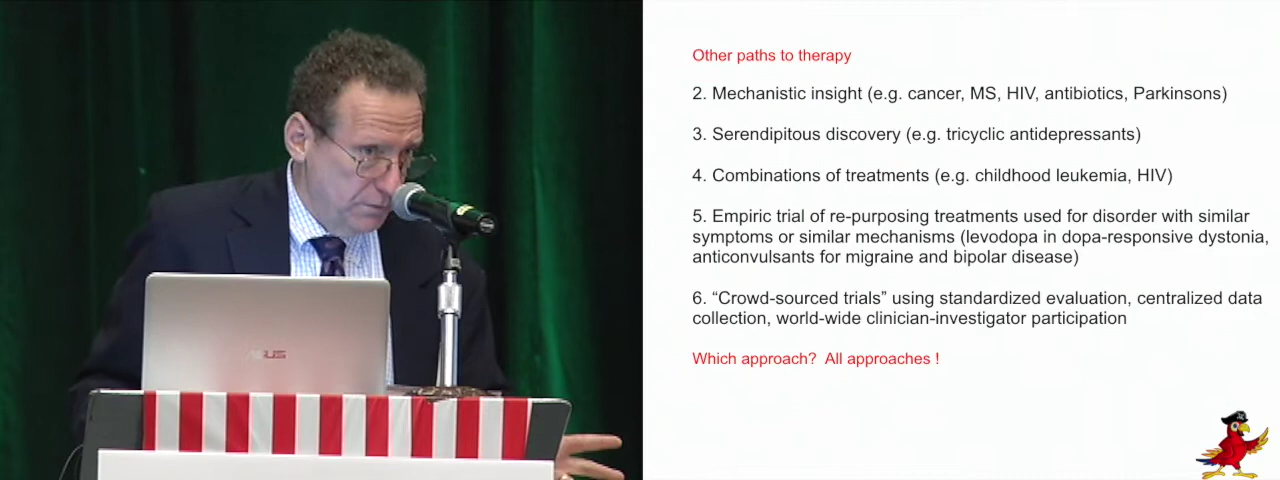 Other paths to therapy
2. Mechanistic insight (e.g. cancer, MS, HIV, antibiotics, Parkinsons)
3. Serendipitous discovery (e.g. tricyclic antidepressants)
4. Combinations of treatments (e.g. childhood leukemia, HIV)
5. Empiric trial of re-purposing treatments used for disorder with similar
symptoms or similar mechanisms (levodopa in dopa-responsive dystonia,
anticonvulsants for migraine and bipolar disease)
6. “Crowd-sourced trials” using standardized evaluation, centralized data
collection, world-wide clinician-investigator participation
Which approach?  All approaches !
ASUS